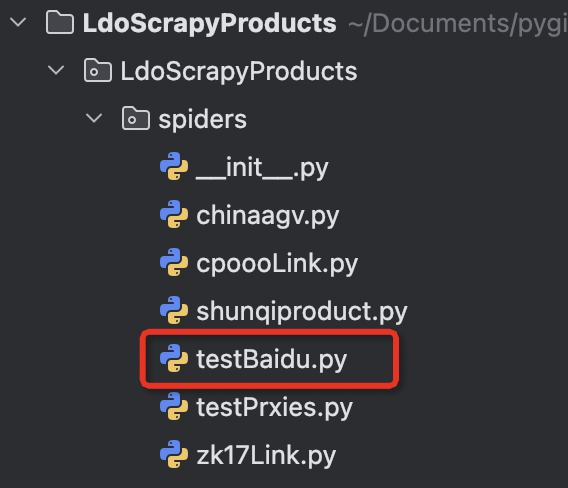 LdoScrapyProducts ~/Documents/pygi
LdoScrapyProducts
spiders
__init__.py
chinaagv.py
cpoooLink.py
shunqiproduct.py
testBaidu.py
testPrxies.py
zk17Link.py